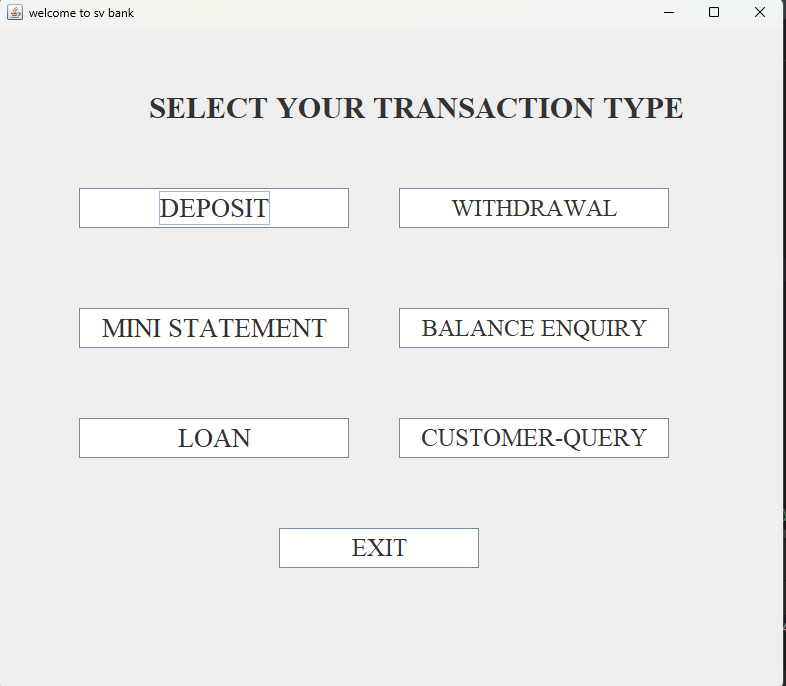 welcome to sv bank
SELECT YOUR TRANSACTION TYPE
DEPOSIT
WITHDRAWAL
MINI STATEMENT
BALANCE ENQUIRY
LOAN
CUSTOMER-QUERY
EXIT